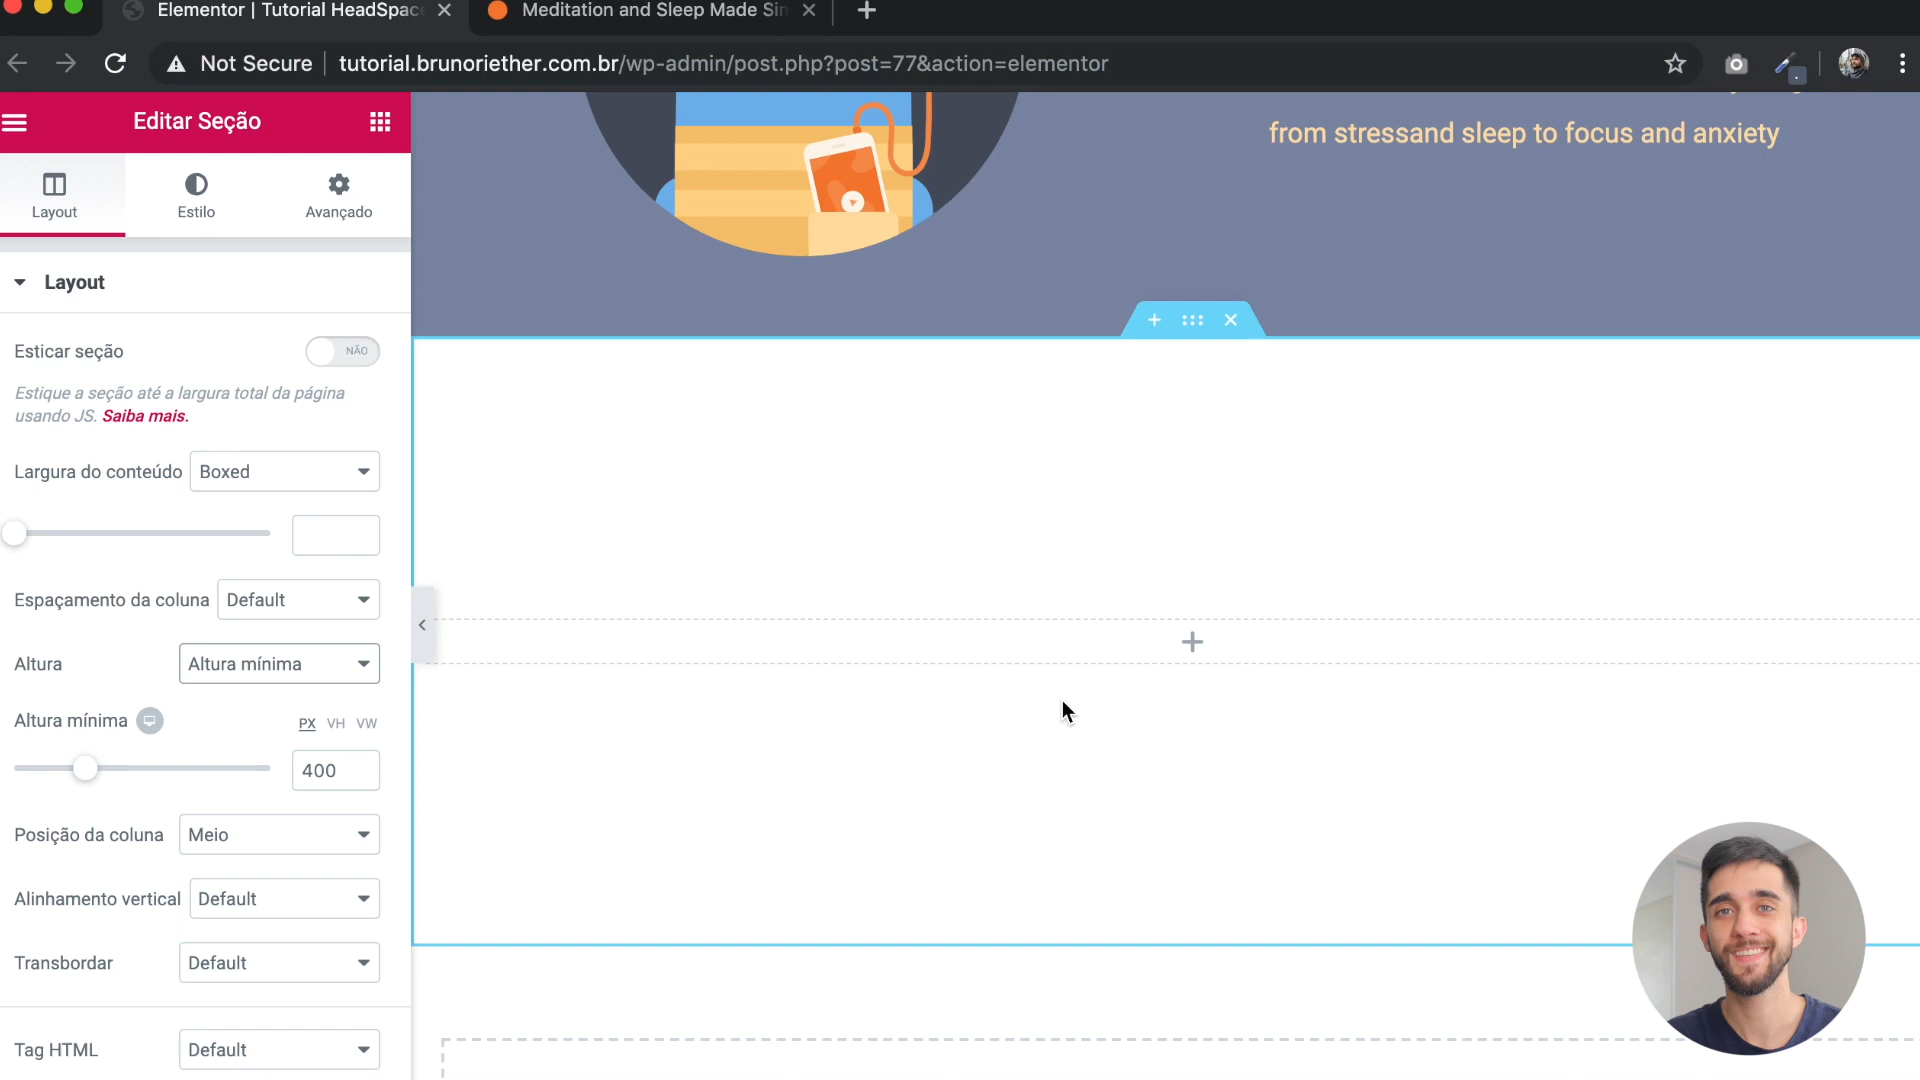 Elementor | Tutorial HeadSpac
Meditation and Sleep Made Sim
Not Secure
tutorial.brunoriether.com.br/wp-admin/post.php?post=77&action=elementor
Editar Seção
Layout
Estilo
Avançado
Layout
Esticar seção
NÃO
Estique a seção até a largura total da página
usando JS. Saiba mais.
Largura do conteúdo
Boxed
Espaçamento da coluna
Default
Altura
Altura mínima
Altura mínima
PX VH VW
400
Posição da coluna
Meio
Alinhamento vertical
Default
Transbordar
Default
Tag HTML
Default
from stressand sleep to focus and anxiety